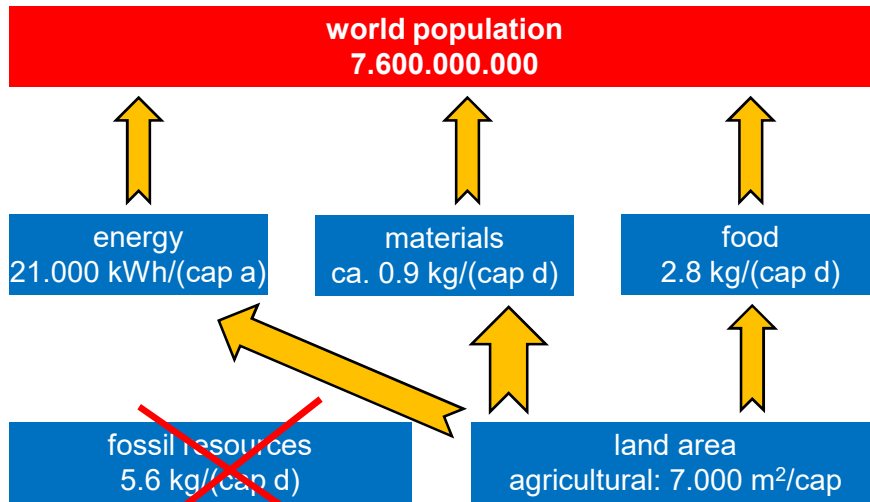 world population
7.600.000.000
energy
21.000 kWh/(cap a)
materials
ca. 0.9 kg/(cap d)
food
2.8 kg/(cap d)
fossil resources
5.6 kg/(cap d)
land area
agricultural: 7.000 m²/cap